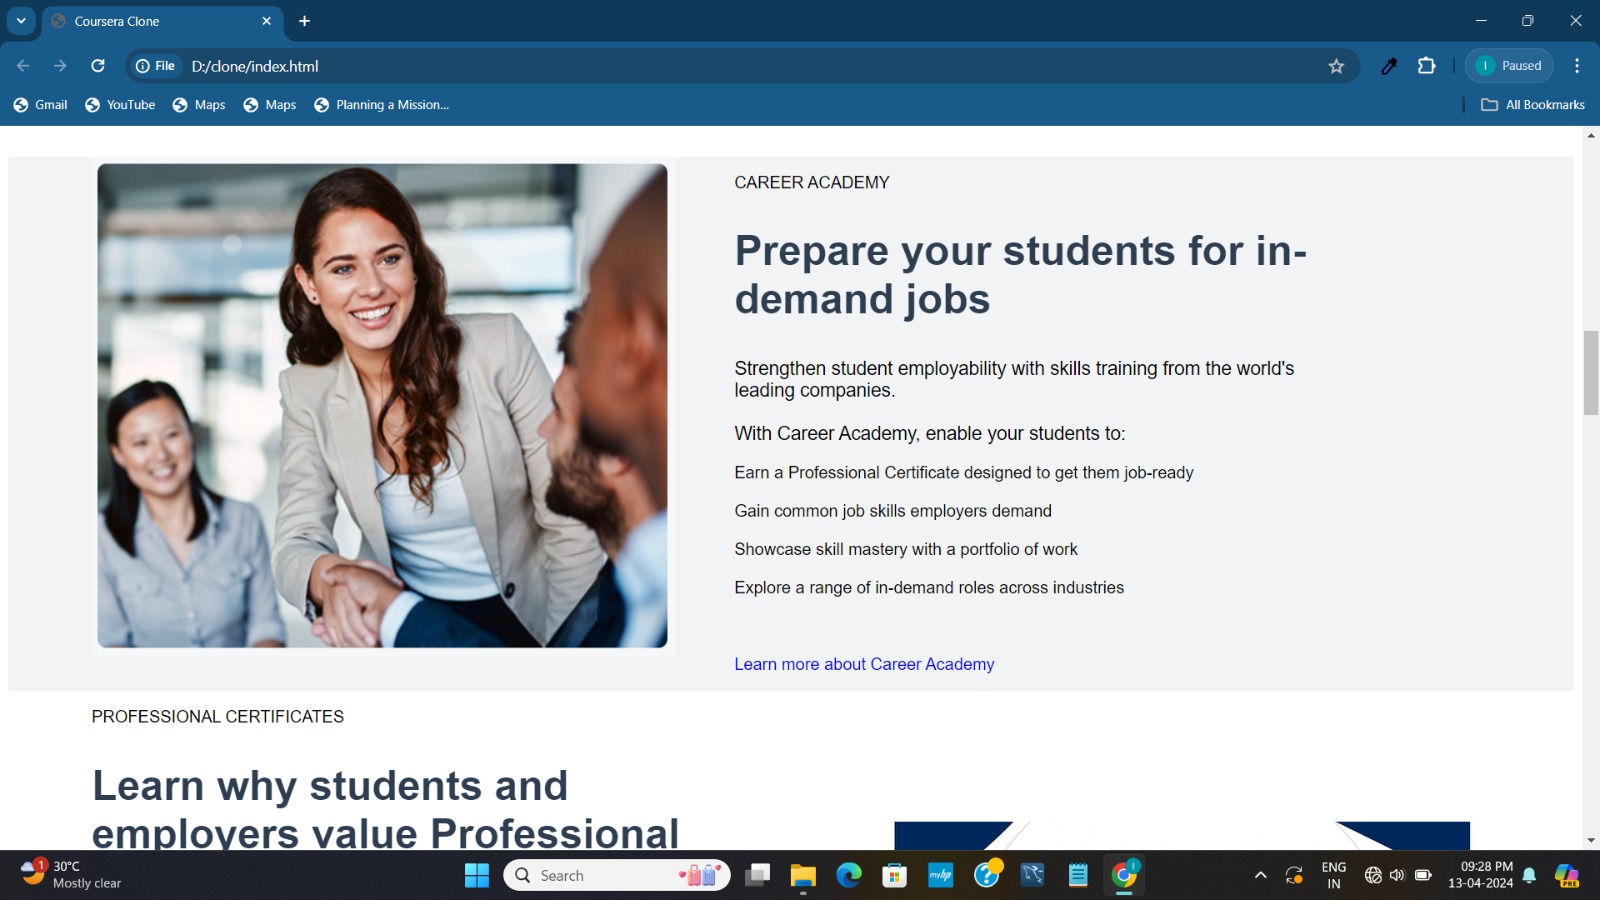 Coursera Clone
File D:/clone/index.html
I Paused
Gmail YouTube Maps Maps Planning a Mission... All Bookmarks
CAREER ACADEMY
Prepare your students for in-
demand jobs
Strengthen student employability with skills training from the world's
leading companies.
With Career Academy, enable your students to:
Earn a Professional Certificate designed to get them job-ready
Gain common job skills employers demand
Showcase skill mastery with a portfolio of work
Explore a range of in-demand roles across industries
Learn more about Career Academy
PROFESSIONAL CERTIFICATES
Learn why students and
employers value Professional
1 30°C
Mostly clear
Search
myhp
I
PRE
ENG
IN
09:28 PM
13-04-2024